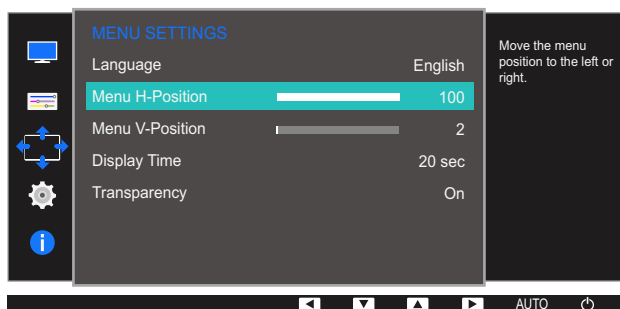 MENU SETTINGS
Language English
Menu H-Position 100
Menu V-Position 2
Display Time 20 sec
Transparency On
Move the menu
position to the left or
right.
AUTO